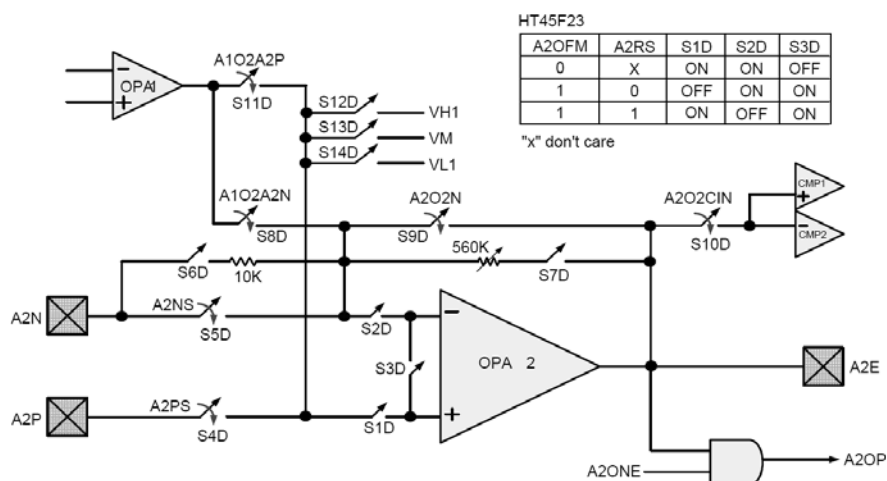 HT45F23
A2OFM A2RS S1D S2D S3D
0 X ON ON OFF
1 0 OFF ON ON
1 1 ON OFF ON
"x" don't care
OPA1
A1O2A2P
S11D
S12D
VH1
S13D
VM
S14D
VL1
A1O2A2N
S8D
A2O2N
S9D
A2O2CIN
S10D
CMP1
+
CMP2
−
S6D
10K
560K
S7D
A2N
A2NS
S5D
S2D
−
S3D
OPA 2
A2E
A2P
A2PS
S4D
S1D
+
A2ONE
A2OP